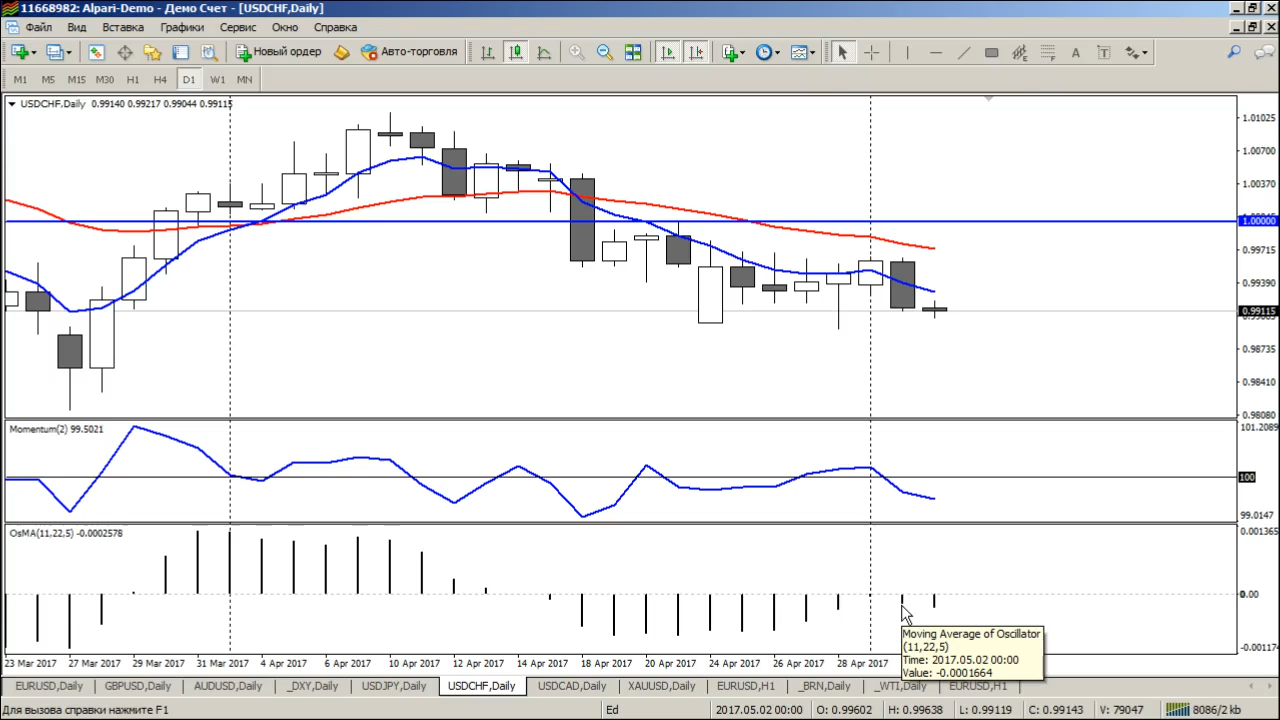 11668982: Alpari-Demo - Демо Счет - [USDCHF,Daily]
Файл Вид Вставка Графики Сервис Окно Справка
Новый ордер Авто-торговля
M1 M5 M15 M30 H1 H4 D1 W1 MN
USDCHF,Daily 0.99140 0.99217 0.99044 0.99115
1.01025
1.00700
1.00370
1.00000
0.99715
0.99390
0.99115
0.98735
0.98410
0.98080
Momentum(2) 99.5021
101.2089
100
99.0147
OsMA(11,22,5) -0.0002578
0.001365
0.00
-0.001174
Moving Average of Oscillator
(11,22,5)
Time: 2017.05.02 00:00
Value: -0.0001664
23 Mar 2017 27 Mar 2017 29 Mar 2017 31 Mar 2017 4 Apr 2017 6 Apr 2017 10 Apr 2017 12 Apr 2017 14 Apr 2017 18 Apr 2017 20 Apr 2017 24 Apr 2017 26 Apr 2017 28 Apr 2017
EURUSD,Daily GBPUSD,Daily AUDUSD,Daily _DXY,Daily USDJPY,Daily USDCHF,Daily USDCAD,Daily XAUUSD,Daily EURUSD,H1 _BRN,Daily _WTI,Daily EURUSD,H1
Для вызова справки нажмите F1 Ed 2017.05.02 00:00 O: 0.99602 H: 0.99638 L: 0.99119 C: 0.99143 V: 79047 8086/2 kb